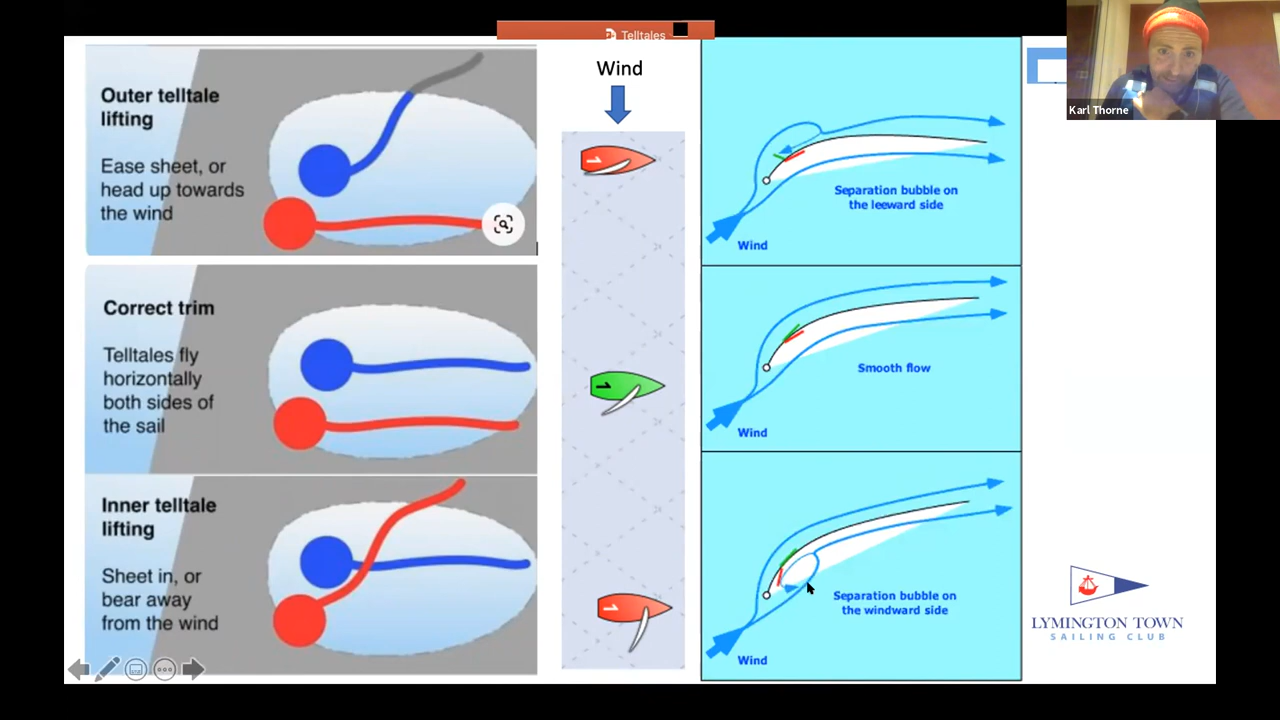 Telltales
Karl Thorne
Outer telltale
lifting
Ease sheet, or
head up towards
the wind
Correct trim
Telltales fly
horizontally
both sides of
the sail
Inner telltale
lifting
Sheet in, or
bear away
from the wind
Wind
1
1
1
Separation bubble on
the leeward side
Wind
Smooth flow
Wind
Separation bubble on
the windward side
Wind
LYMINGTON TOWN
SAILING CLUB